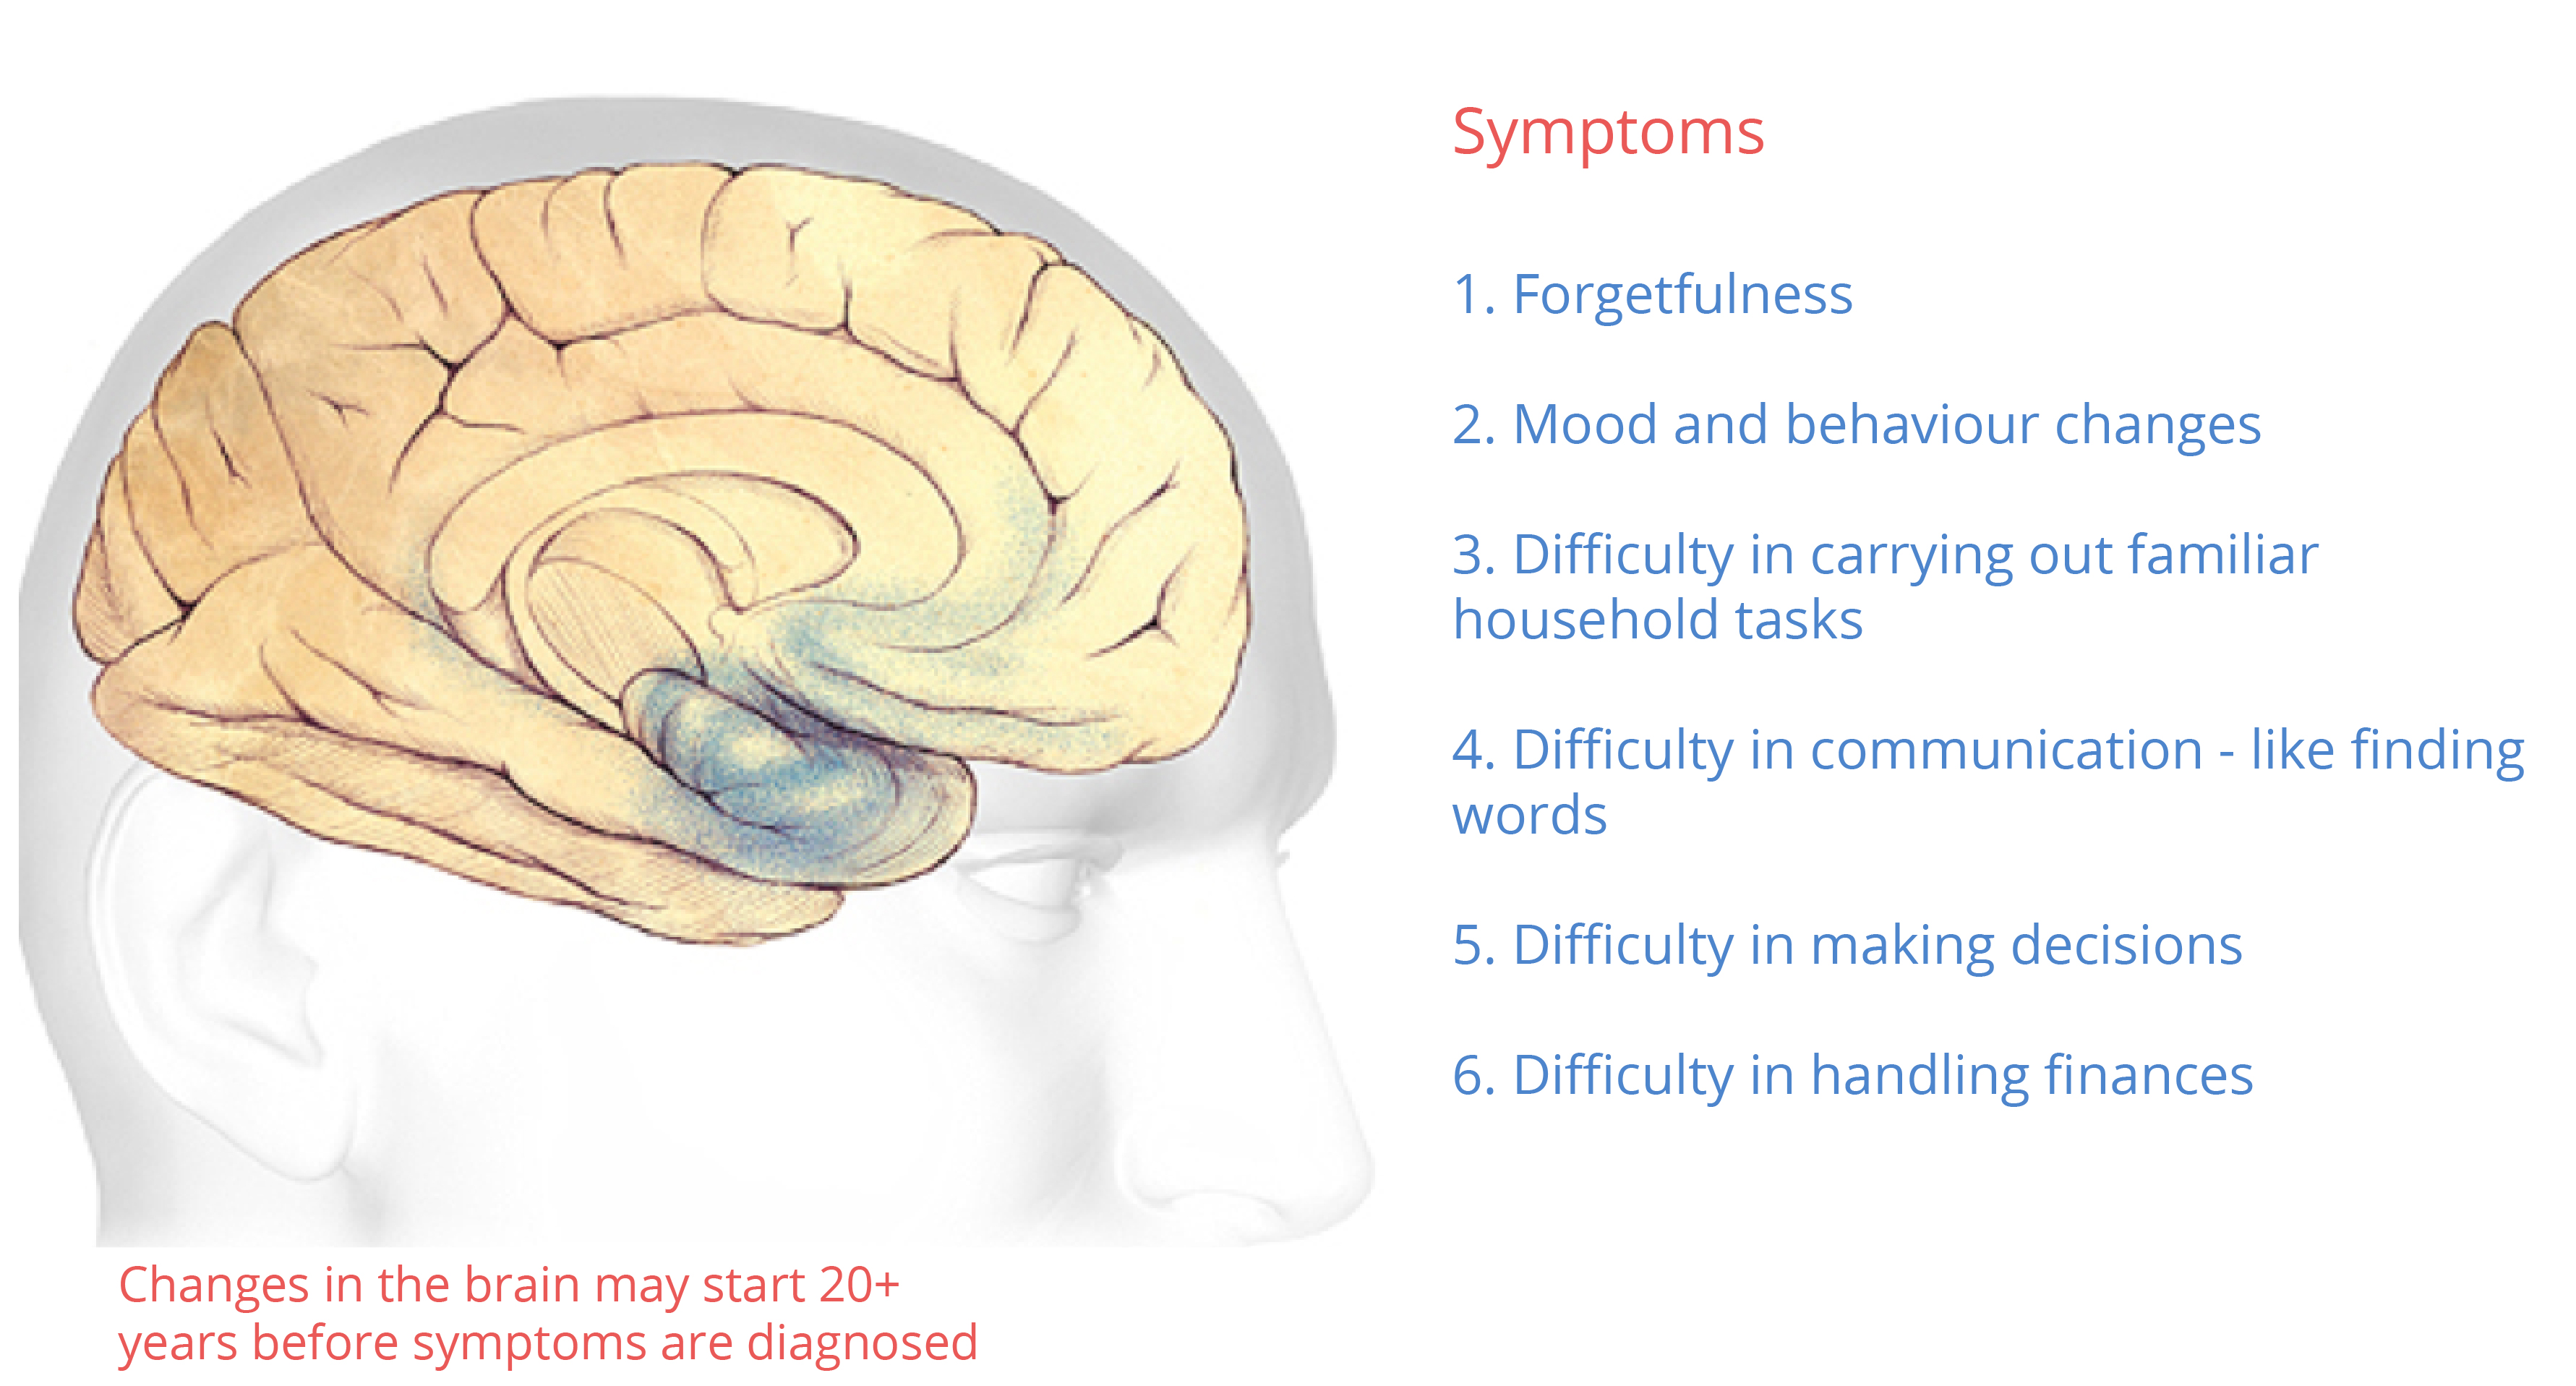 Symptoms
1. Forgetfulness
2. Mood and behaviour changes
3. Difficulty in carrying out familiar
household tasks
4. Difficulty in communication - like finding
words
5. Difficulty in making decisions
6. Difficulty in handling finances
Changes in the brain may start 20+
years before symptoms are diagnosed